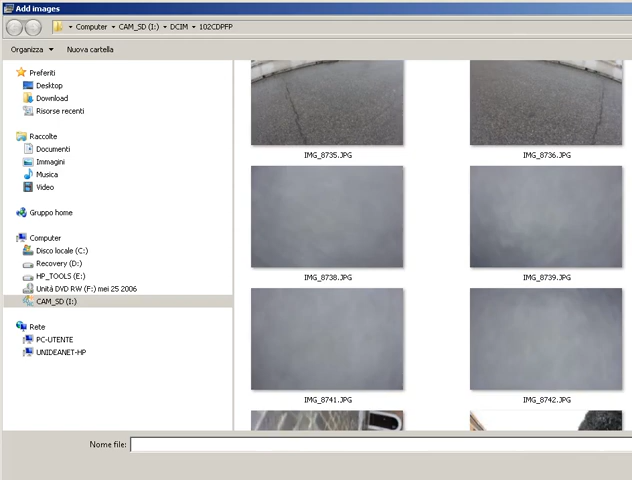 Add images
Computer CAM_SD (I:) DCIM 102CDPFP
Organizza Nuova cartella
Preferiti
Desktop
Download
Risorse recenti
Raccolte
Documenti
Immagini
Musica
Video
Gruppo home
Computer
Disco locale (C:)
Recovery (D:)
HP_TOOLS (E:)
Unità DVD RW (F:) mei 25 2006
CAM_SD (I:)
Rete
PC-UTENTE
UNIDEANET-HP
IMG_8735.JPG IMG_8736.JPG
IMG_8738.JPG IMG_8739.JPG
IMG_8741.JPG IMG_8742.JPG
Nome file: